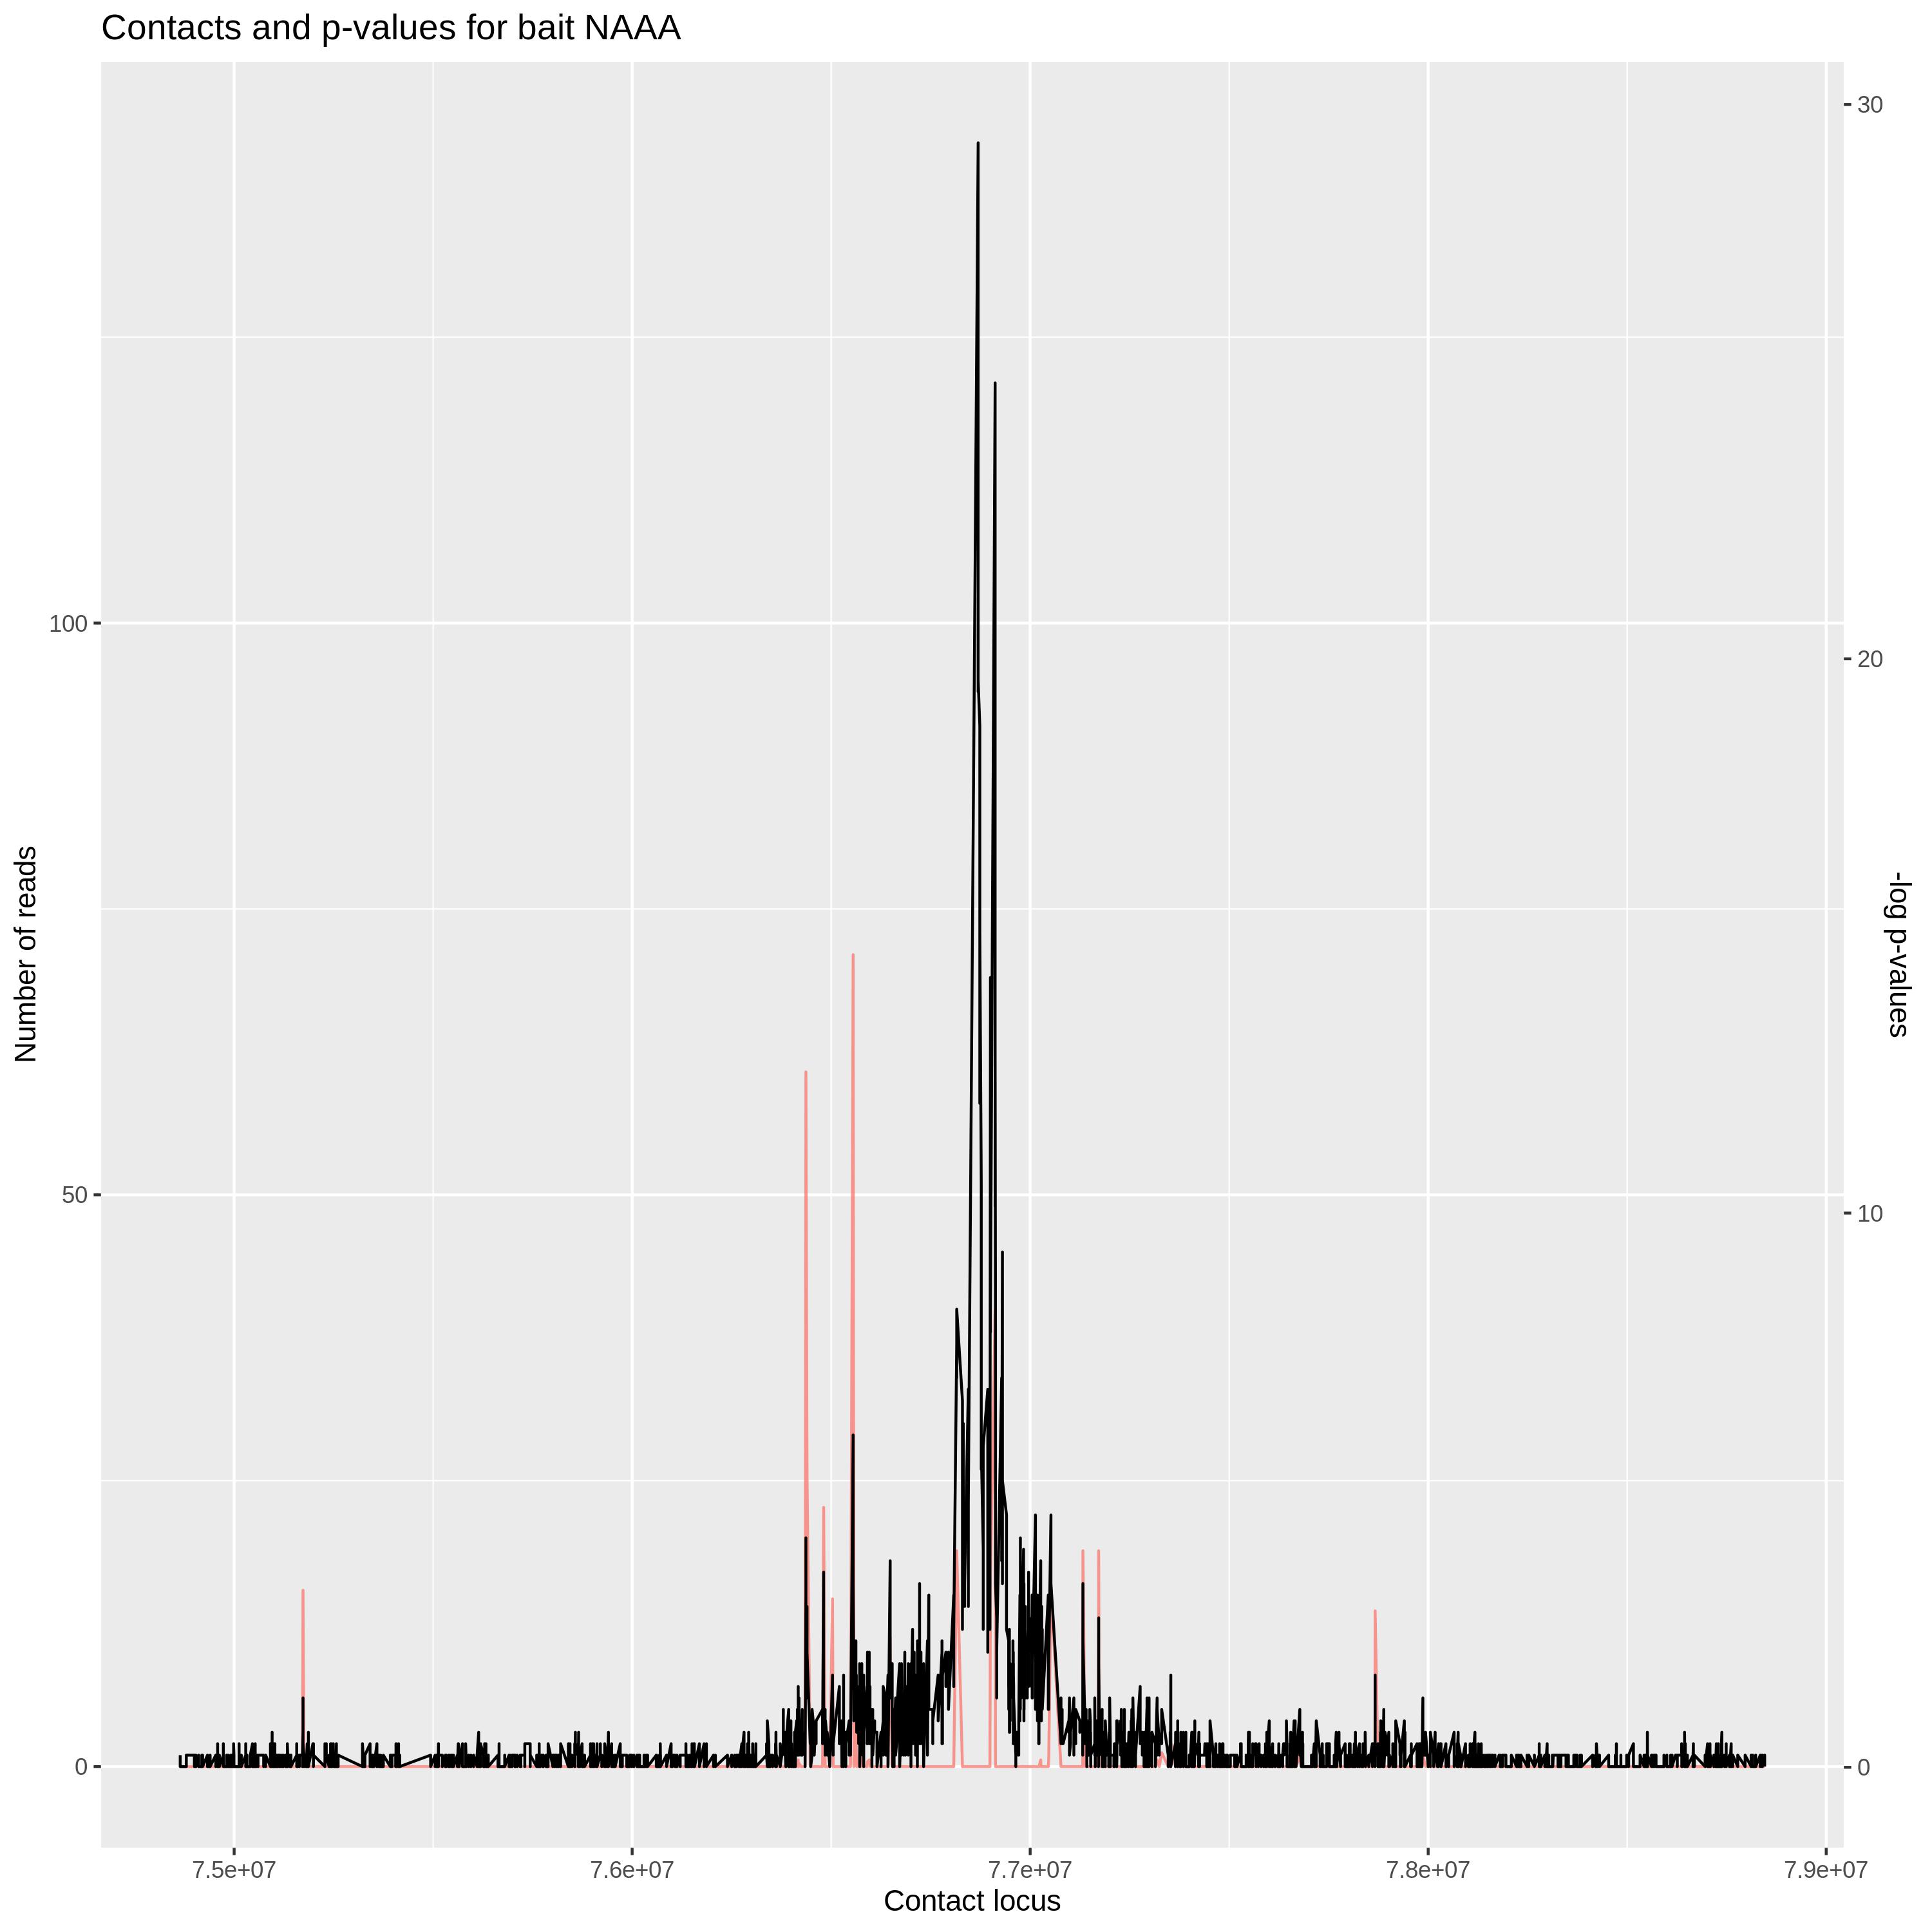 Contacts and p-values for bait NAAA
30
100
20
Number of reads
-log p-values
50
10
0
0
7.5e+07
7.6e+07
7.7e+07
7.8e+07
7.9e+07
Contact locus